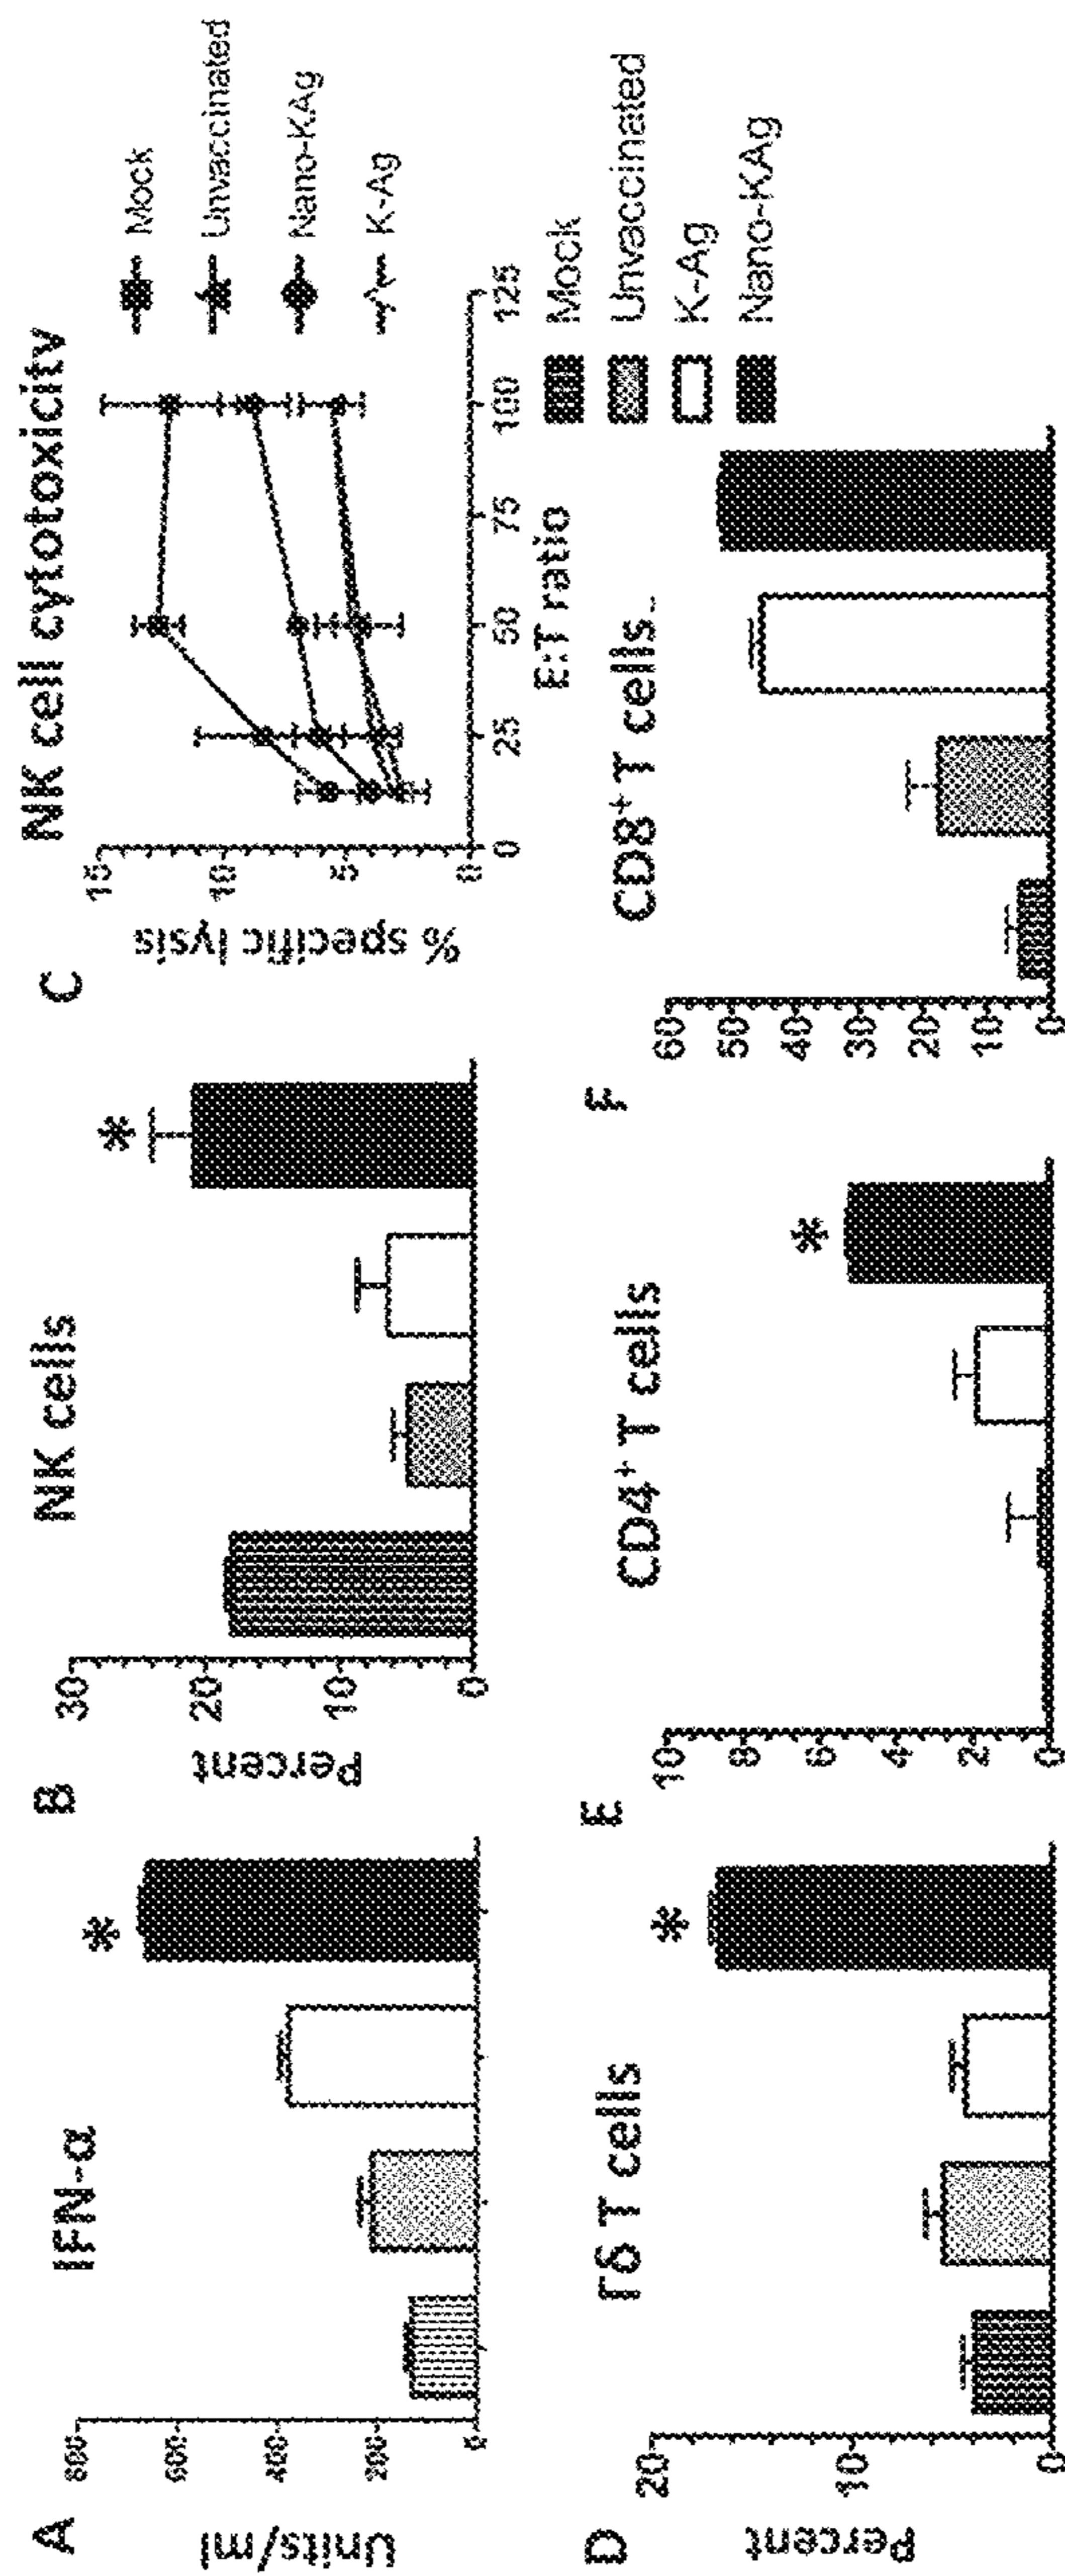 A
IFN-α
Units/ml
800
600
400
200
0
*
B
NK cells
Percent
30
20
10
0
*
C
NK cell cytotoxicity
% specific lysis
15
10
5
0
0
25
50
75
100
125
E:T ratio
Mock
Unvaccinated
Nano-KAg
K-Ag
Mock
Unvaccinated
K-Ag
Nano-KAg
D
Γδ T cells
Percent
20
10
0
*
E
CD4+ T cells
10
8
6
4
2
0
*
F
CD8+ T cells
60
50
40
30
20
10
0